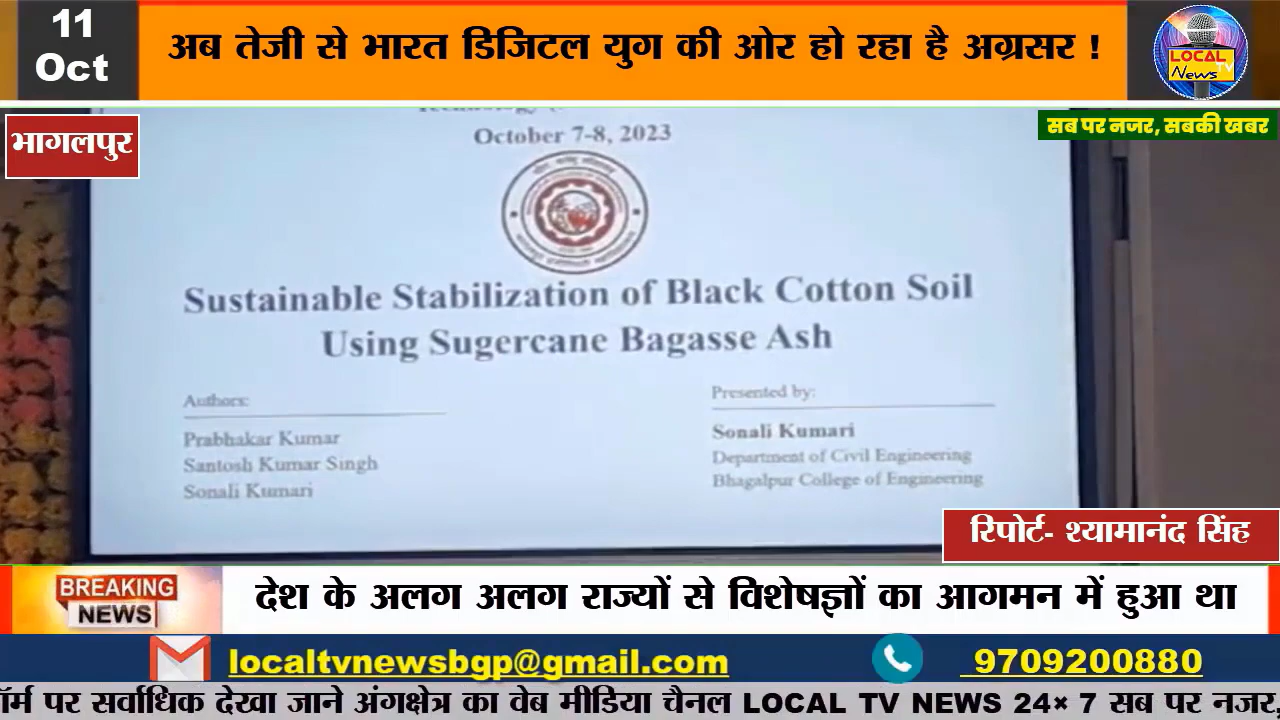 11
Oct
अब तेजी से भारत डिजिटल युग की ओर हो रहा है अग्रसर !
LOCAL
TV
News
भागलपुर
सब पर नजर, सबकी खबर
October 7-8, 2023
Sustainable Stabilization of Black Cotton Soil
Using Sugercane Bagasse Ash
Authors:
Prabhakar Kumar
Santosh Kumar Singh
Sonali Kumari
Presented by:
Sonali Kumari
Department of Civil Engineering
Bhagalpur College of Engineering
रिपोर्ट- श्यामानंद सिंह
BREAKING
NEWS
देश के अलग अलग राज्यों से विशेषज्ञों का आगमन में हुआ था
localtvnewsbgp@gmail.com
9709200880
पर सर्वाधिक देखा जाने अंगक्षेत्र का वेब मीडिया चैनल LOCAL TV NEWS 24× 7 सब पर नजर,